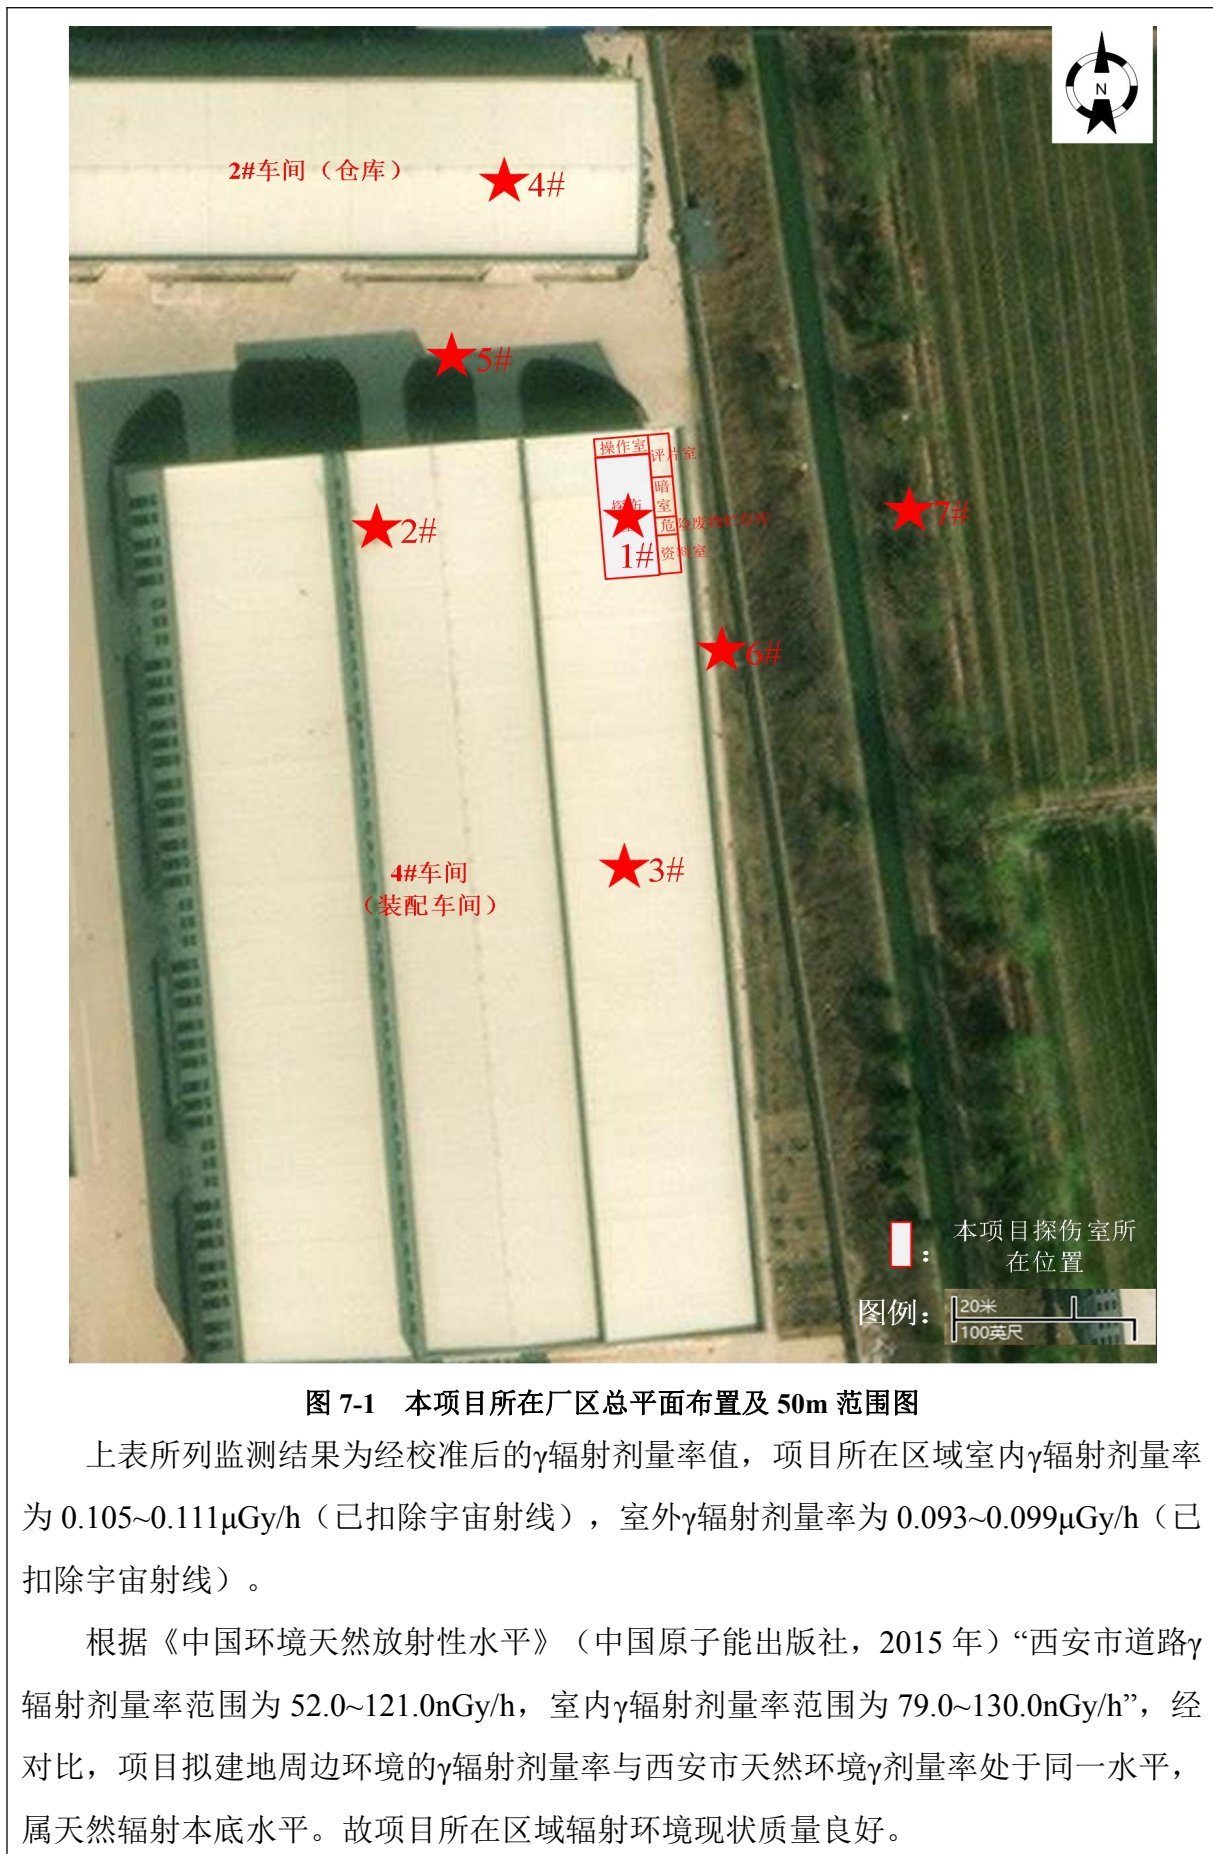 N
2#车间（仓库）
4#
5#
操作室
评片室
暗
室
2#
1#
资料室
7#
6#
3#
4#车间
（装配车间）
本项目探伤室所
在位置
：
图例：
20米
100英尺
图 7-1 本项目所在厂区总平面布置及 50m 范围图
上表所列监测结果为经校准后的γ辐射剂量率值，项目所在区域室内γ辐射剂量率
为 0.105~0.111μGy/h（已扣除宇宙射线），室外γ辐射剂量率为 0.093~0.099μGy/h（已
扣除宇宙射线）。
根据《中国环境天然放射性水平》（中国原子能出版社，2015 年）“西安市道路γ
辐射剂量率范围为 52.0~121.0nGy/h，室内γ辐射剂量率范围为 79.0~130.0nGy/h”，经
对比，项目拟建地周边环境的γ辐射剂量率与西安市天然环境γ剂量率处于同一水平，
属天然辐射本底水平。故项目所在区域辐射环境现状质量良好。